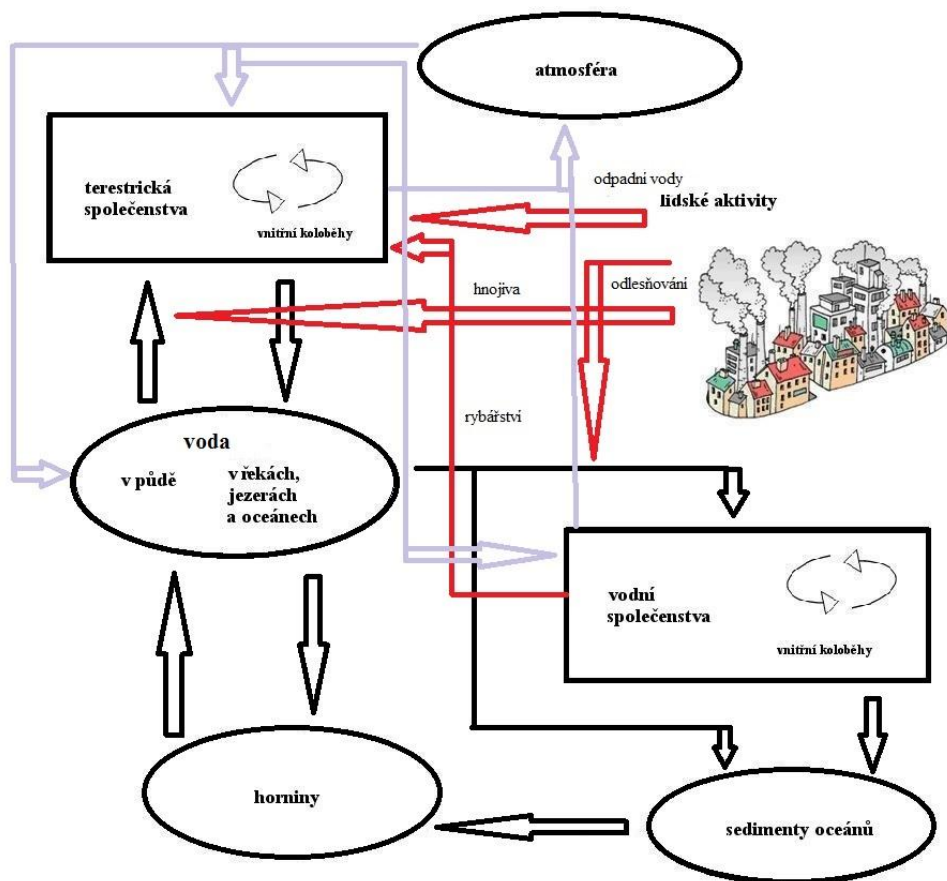 atmosféra
terestrická
společenstva
vnitřní koloběhy
odpadní vody
lidské aktivity
hnojiva
odlesňování
rybářství
voda
v půdě
v řekách,
jezerách
a oceánech
vodní
společenstva
vnitřní koloběhy
horniny
sedimenty oceánů